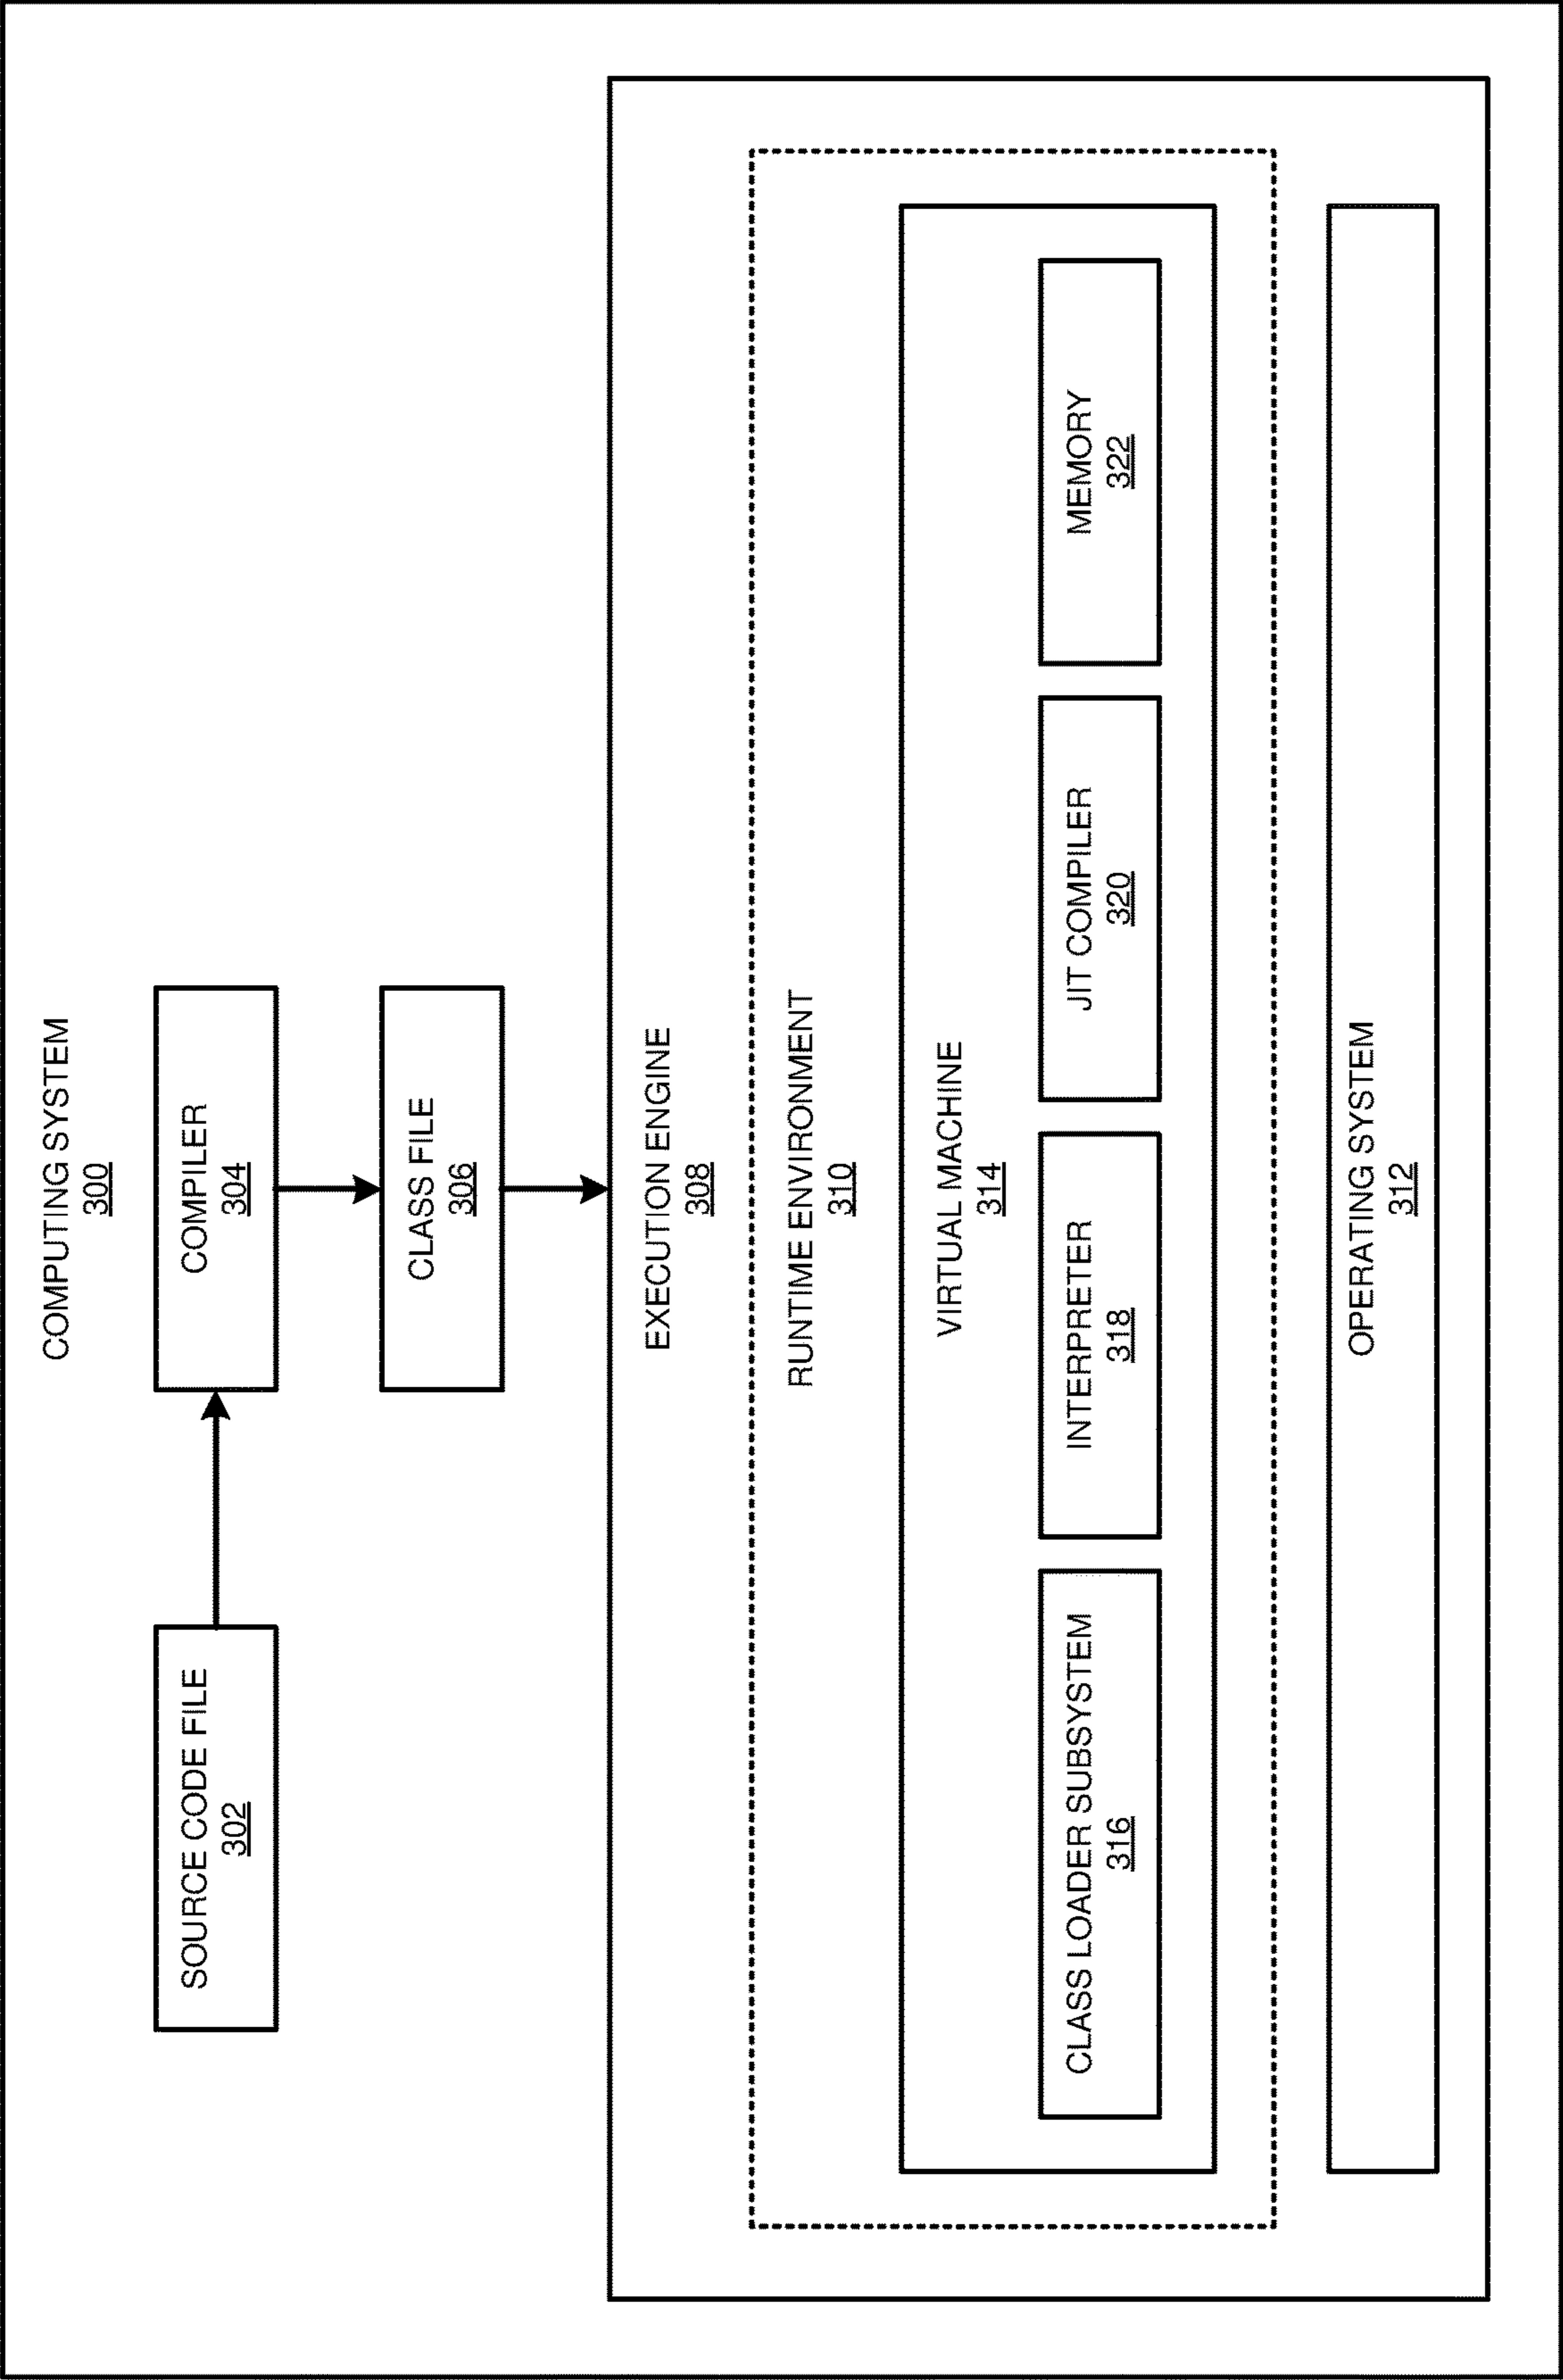 COMPUTING SYSTEM
300
SOURCE CODE FILE
302
COMPILER
304
CLASS FILE
306
EXECUTION ENGINE
308
RUNTIME ENVIRONMENT
310
VIRTUAL MACHINE
314
CLASS LOADER SUBSYSTEM
316
INTERPRETER
318
JIT COMPILER
320
MEMORY
322
OPERATING SYSTEM
312